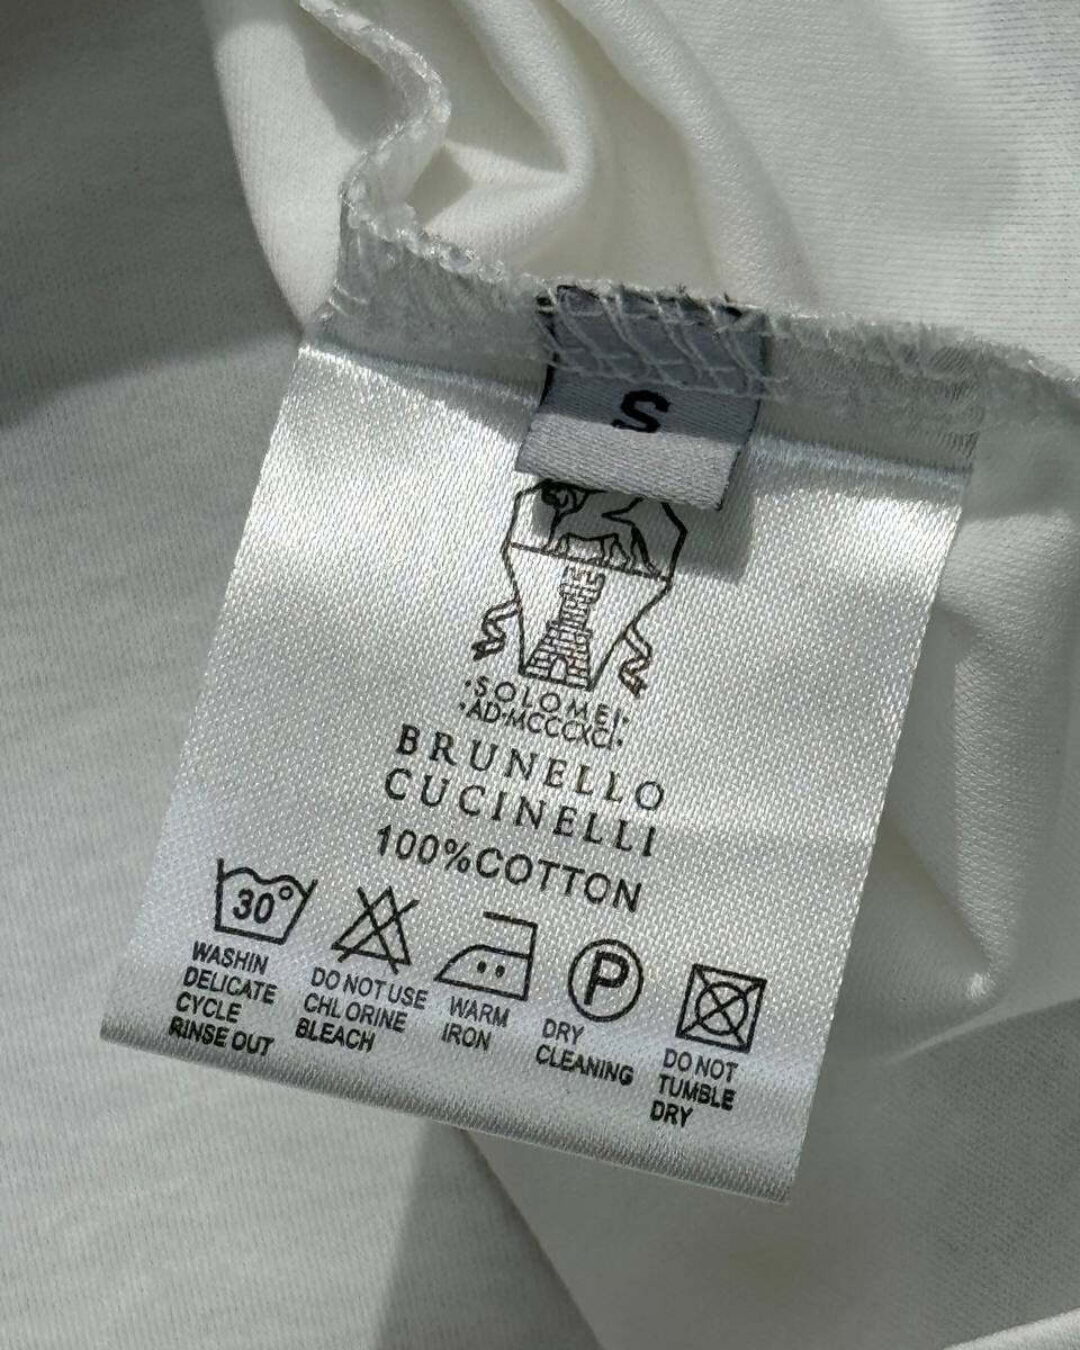 S
·SOLOMEI·
·AD·MCCCXCI·
BRUNELLO
CUCINELLI
100%COTTON
30°
WASHIN
DELICATE
CYCLE
RINSE OUT
DO NOT USE
CHLORINE
BLEACH
WARM
IRON
P
DRY
CLEANING
DO NOT
TUMBLE
DRY